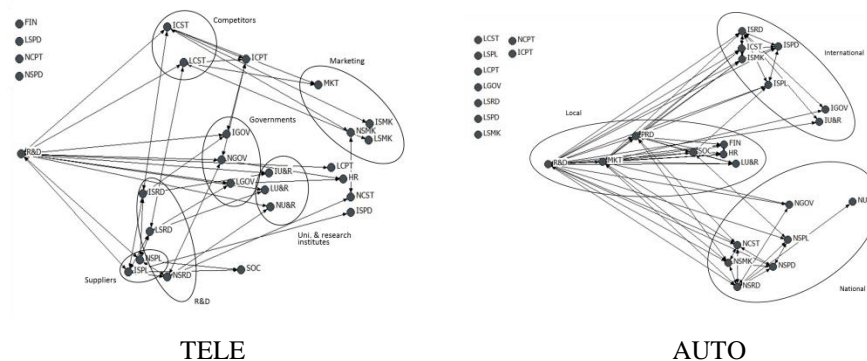 FIN
LSPD
NCPT
NSPD
Competitors
ICST
LCST
ICPT
Marketing
MKT
ISMK
NSMK
LSMK
Governments
IGOV
NGOV
LGOV
R&D
IU&R
LU&R
NU&R
LCPT
HR
NCST
ISPD
Uni. & research
institutes
ISRD
LSRD
NSPL
ISPL
NSRD
SOC
Suppliers
R&D
TELE
LCST
LSPL
LCPT
LGOV
LSRD
LSPD
LSMK
NCPT
ICPT
ISRD
ICST
ISMK
ISPD
ISPL
International
IGOV
IU&R
Local
PRD
SOC
FIN
HR
LU&R
R&D
MKT
NGOV
NU
NSPL
NCST
NSMK
NSPD
NSRD
National
AUTO